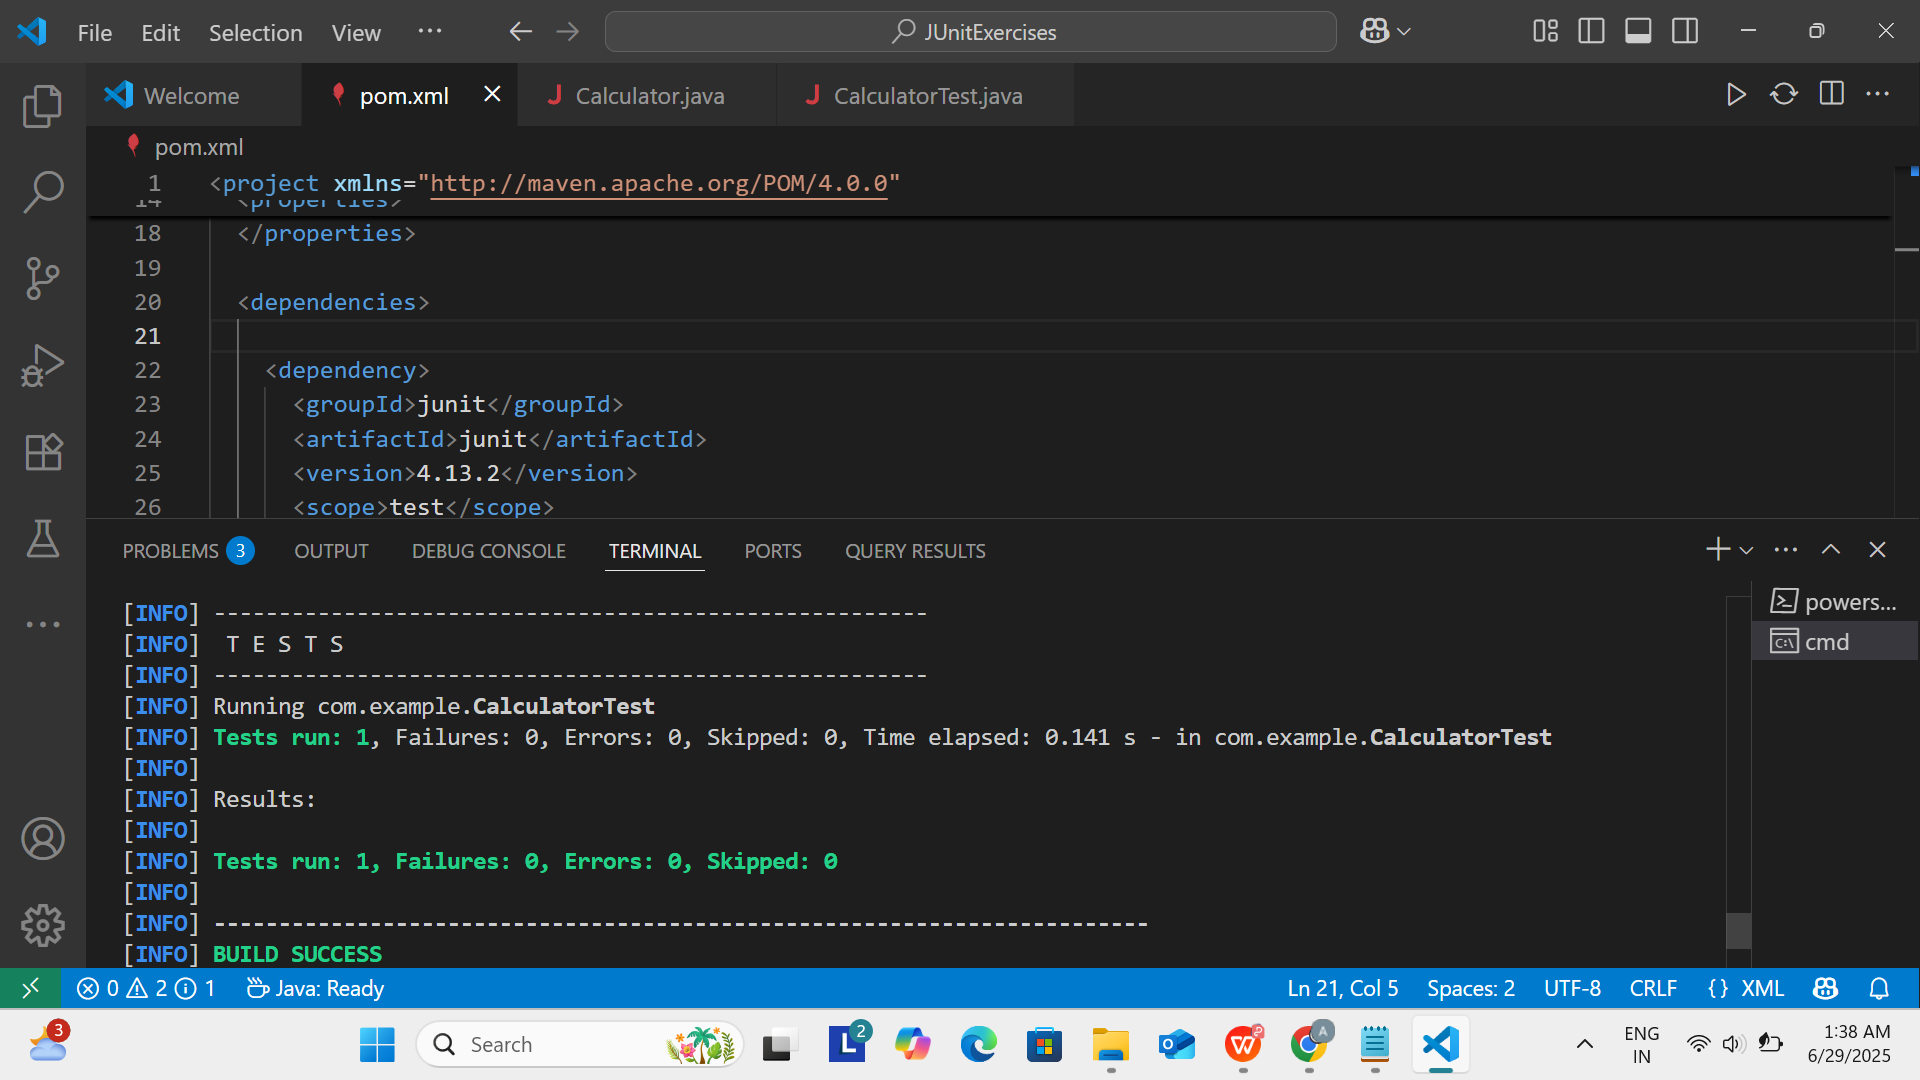 File Edit Selection View ··· JUnitExercises
Welcome pom.xml Calculator.java CalculatorTest.java
pom.xml
1 <project xmlns="http://maven.apache.org/POM/4.0.0"
14 <properties>
18 </properties>
19
20 <dependencies>
21
22 <dependency>
23 <groupId>junit</groupId>
24 <artifactId>junit</artifactId>
25 <version>4.13.2</version>
26 <scope>test</scope>
PROBLEMS 3 OUTPUT DEBUG CONSOLE TERMINAL PORTS QUERY RESULTS
powers...
cmd
[INFO] -------------------------------------------------------
[INFO]  T E S T S
[INFO] -------------------------------------------------------
[INFO] Running com.example.CalculatorTest
[INFO] Tests run: 1, Failures: 0, Errors: 0, Skipped: 0, Time elapsed: 0.141 s - in com.example.CalculatorTest
[INFO]
[INFO] Results:
[INFO]
[INFO] Tests run: 1, Failures: 0, Errors: 0, Skipped: 0
[INFO]
[INFO] ------------------------------------------------------------------------
[INFO] BUILD SUCCESS
0 2 1 Java: Ready Ln 21, Col 5 Spaces: 2 UTF-8 CRLF {} XML
3 Search 2 A ENG 1:38 AM
IN 6/29/2025